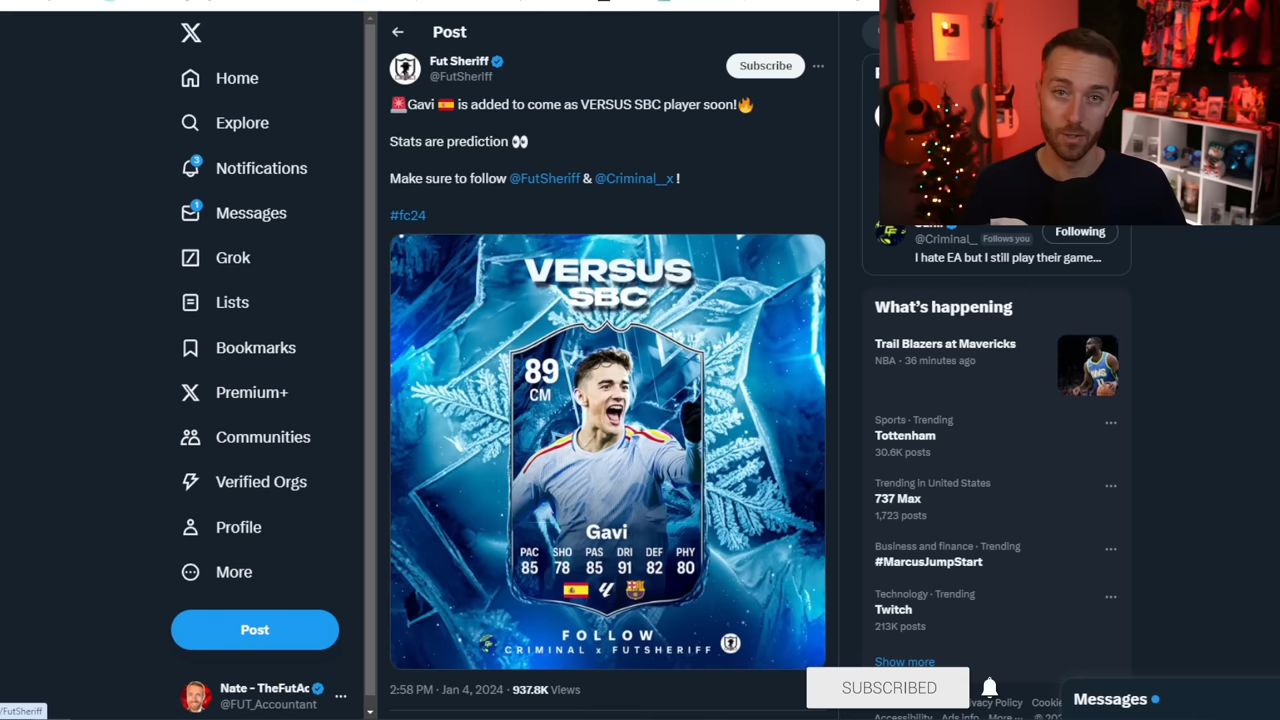 Home
Explore
3
Notifications
1
Messages
Grok
Lists
Bookmarks
Premium+
Communities
Verified Orgs
Profile
More
Post
Nate - TheFutAc
@FUT_Accountant
/FutSheriff
Post
Fut Sheriff
@FutSheriff
Subscribe
🚨Gavi 🇪🇸 is added to come as VERSUS SBC player soon!🔥
Stats are prediction 👀
Make sure to follow @FutSheriff & @Criminal__x !
#fc24
VERSUS
SBC
89
CM
Gavi
PAC SHO PAS DRI DEF PHY
85 78 85 91 82 80
FOLLOW
CRIMINAL x FUTSHERIFF
2:58 PM · Jan 4, 2024 · 937.8K Views
@Criminal_ Follows you
Following
I hate EA but I still play their game...
What's happening
Trail Blazers at Mavericks
NBA · 36 minutes ago
Sports · Trending
Tottenham
30.6K posts
Trending in United States
737 Max
1,723 posts
Business and finance · Trending
#MarcusJumpStart
Technology · Trending
Twitch
213K posts
Show more
SUBSCRIBED
Messages